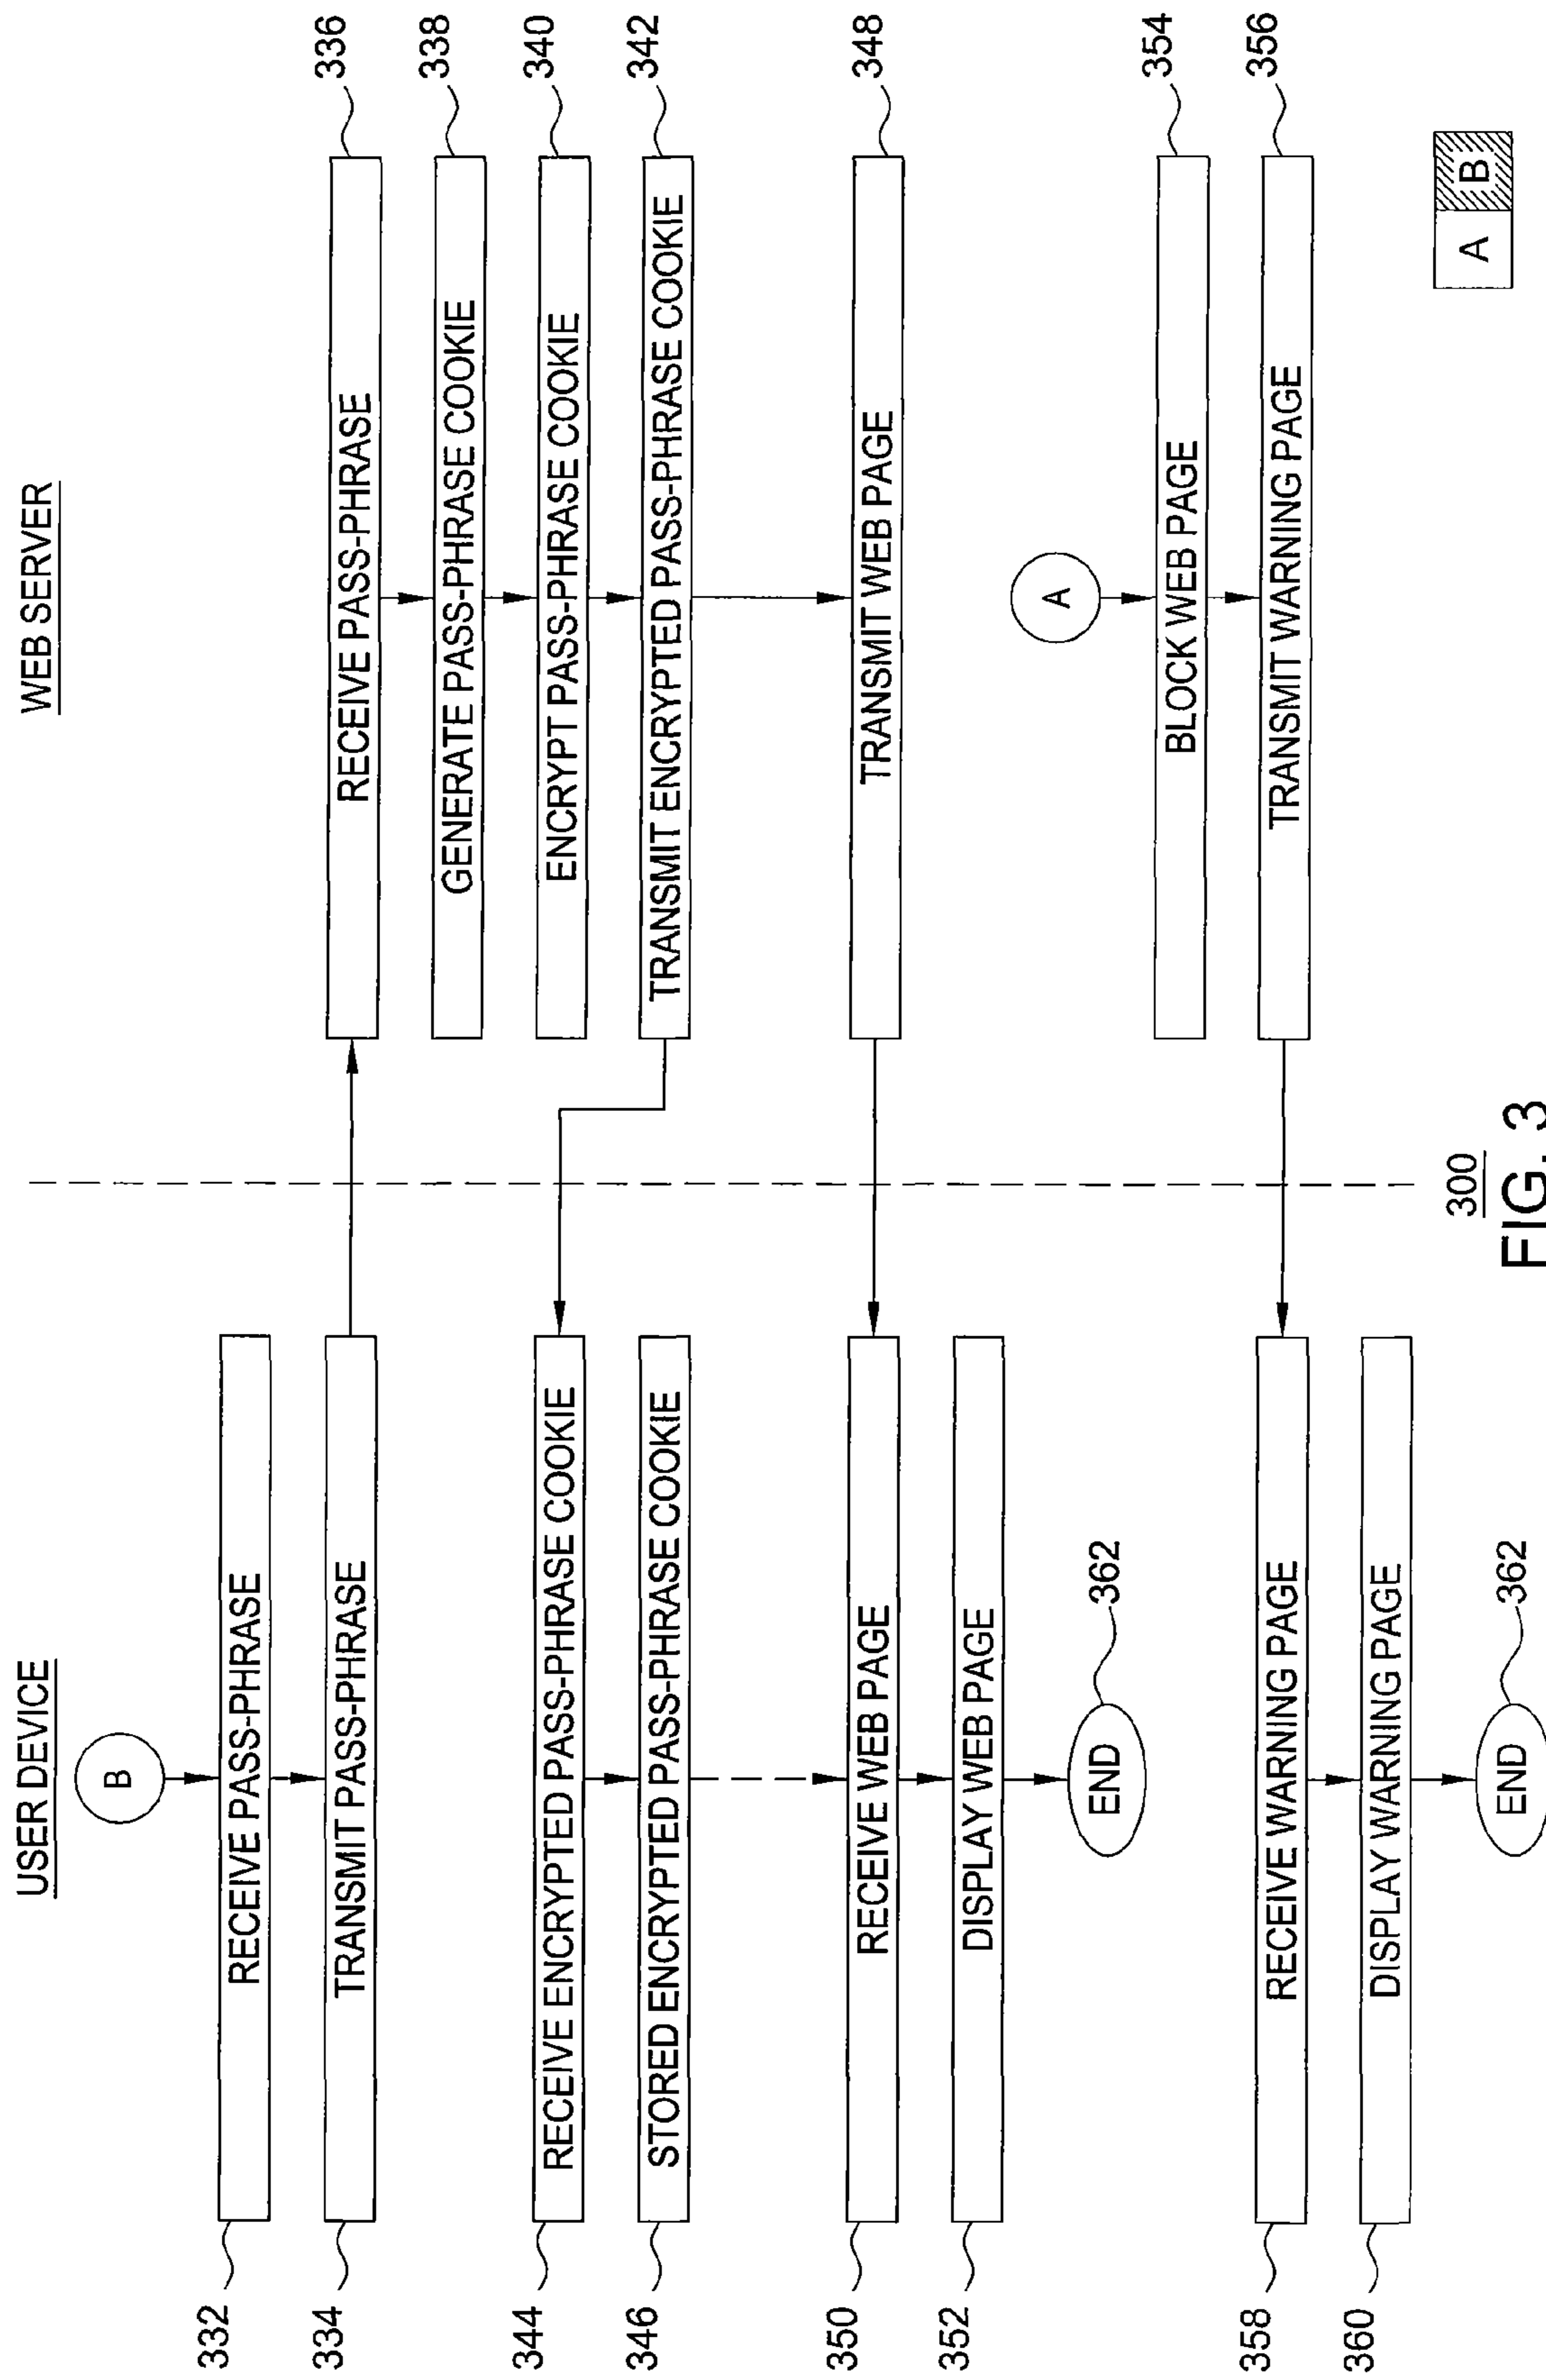 USER DEVICE
WEB SERVER
B
RECEIVE PASS-PHRASE
332
TRANSMIT PASS-PHRASE
334
RECEIVE PASS-PHRASE
336
GENERATE PASS-PHRASE COOKIE
338
ENCRYPT PASS-PHRASE COOKIE
340
TRANSMIT ENCRYPTED PASS-PHRASE COOKIE
342
RECEIVE ENCRYPTED PASS-PHRASE COOKIE
344
STORED ENCRYPTED PASS-PHRASE COOKIE
346
TRANSMIT WEB PAGE
348
RECEIVE WEB PAGE
350
DISPLAY WEB PAGE
352
END
362
A
BLOCK WEB PAGE
354
TRANSMIT WARNING PAGE
356
RECEIVE WARNING PAGE
358
DISPLAY WARNING PAGE
360
END
362
A
B
300
FIG. 3